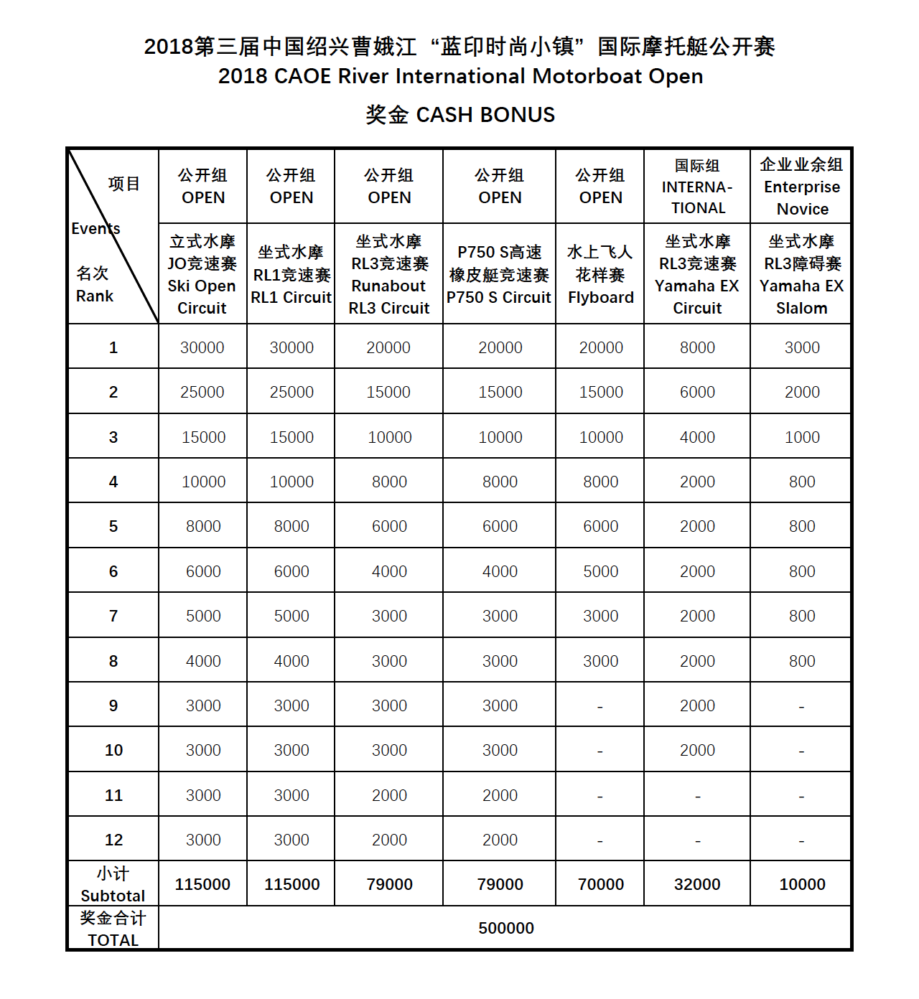 2018第三届中国绍兴曹娥江“蓝印时尚小镇”国际摩托艇公开赛
2018 CAOE River International Motorboat Open
奖金 CASH BONUS
项目
Events
名次
Rank
公开组
OPEN
公开组
OPEN
公开组
OPEN
公开组
OPEN
公开组
OPEN
国际组
INTERNA-
TIONAL
企业业余组
Enterprise
Novice
立式水摩
JO竞速赛
Ski Open
Circuit
坐式水摩
RL1竞速赛
RL1 Circuit
坐式水摩
RL3竞速赛
Runabout
RL3 Circuit
P750 S高速
橡皮艇竞速赛
P750 S Circuit
水上飞人
花样赛
Flyboard
坐式水摩
RL3竞速赛
Yamaha EX
Circuit
坐式水摩
RL3障碍赛
Yamaha EX
Slalom
1 30000 30000 20000 20000 20000 8000 3000
2 25000 25000 15000 15000 15000 6000 2000
3 15000 15000 10000 10000 10000 4000 1000
4 10000 10000 8000 8000 8000 2000 800
5 8000 8000 6000 6000 6000 2000 800
6 6000 6000 4000 4000 5000 2000 800
7 5000 5000 3000 3000 3000 2000 800
8 4000 4000 3000 3000 3000 2000 800
9 3000 3000 3000 3000 - 2000 -
10 3000 3000 3000 3000 - 2000 -
11 3000 3000 2000 2000 - - -
12 3000 3000 2000 2000 - - -
小计
Subtotal
115000 115000 79000 79000 70000 32000 10000
奖金合计
TOTAL
500000